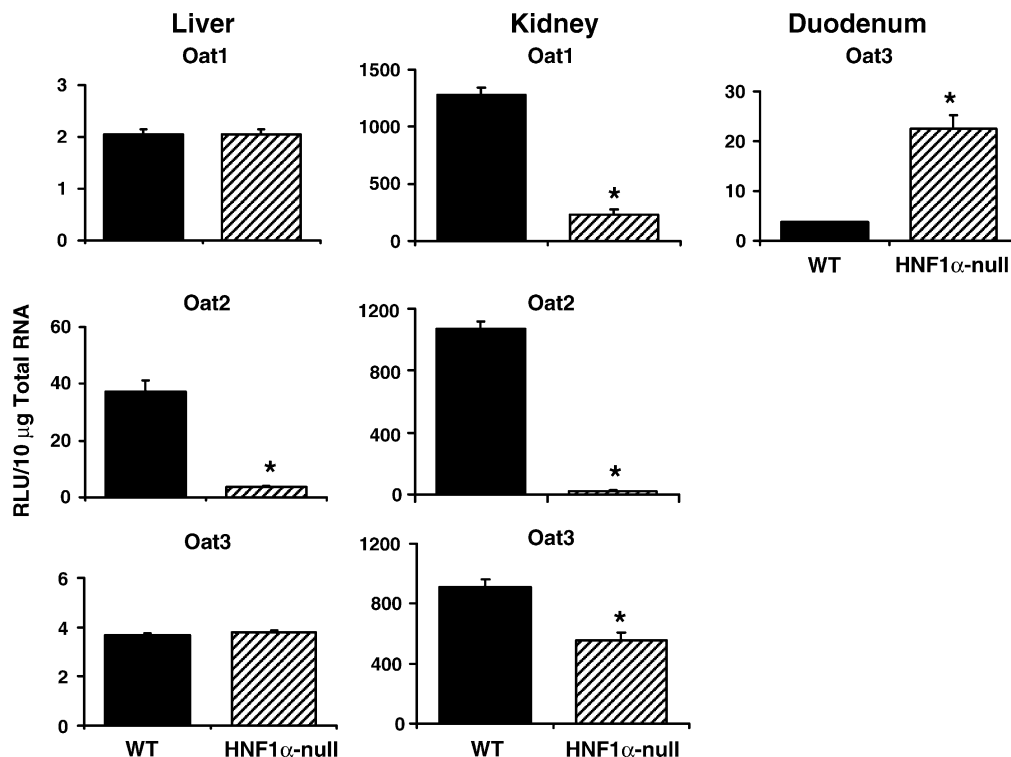 Liver
Kidney
Duodenum
Oat1
Oat1
Oat3
3
2
1
0
1500
1000
500
0
*
30
20
10
0
*
WT
HNF1α-null
RLU/10 μg Total RNA
Oat2
Oat2
60
40
20
0
*
1200
800
400
0
*
Oat3
Oat3
6
4
2
0
1200
800
400
0
*
WT
HNF1α-null
WT
HNF1α-null